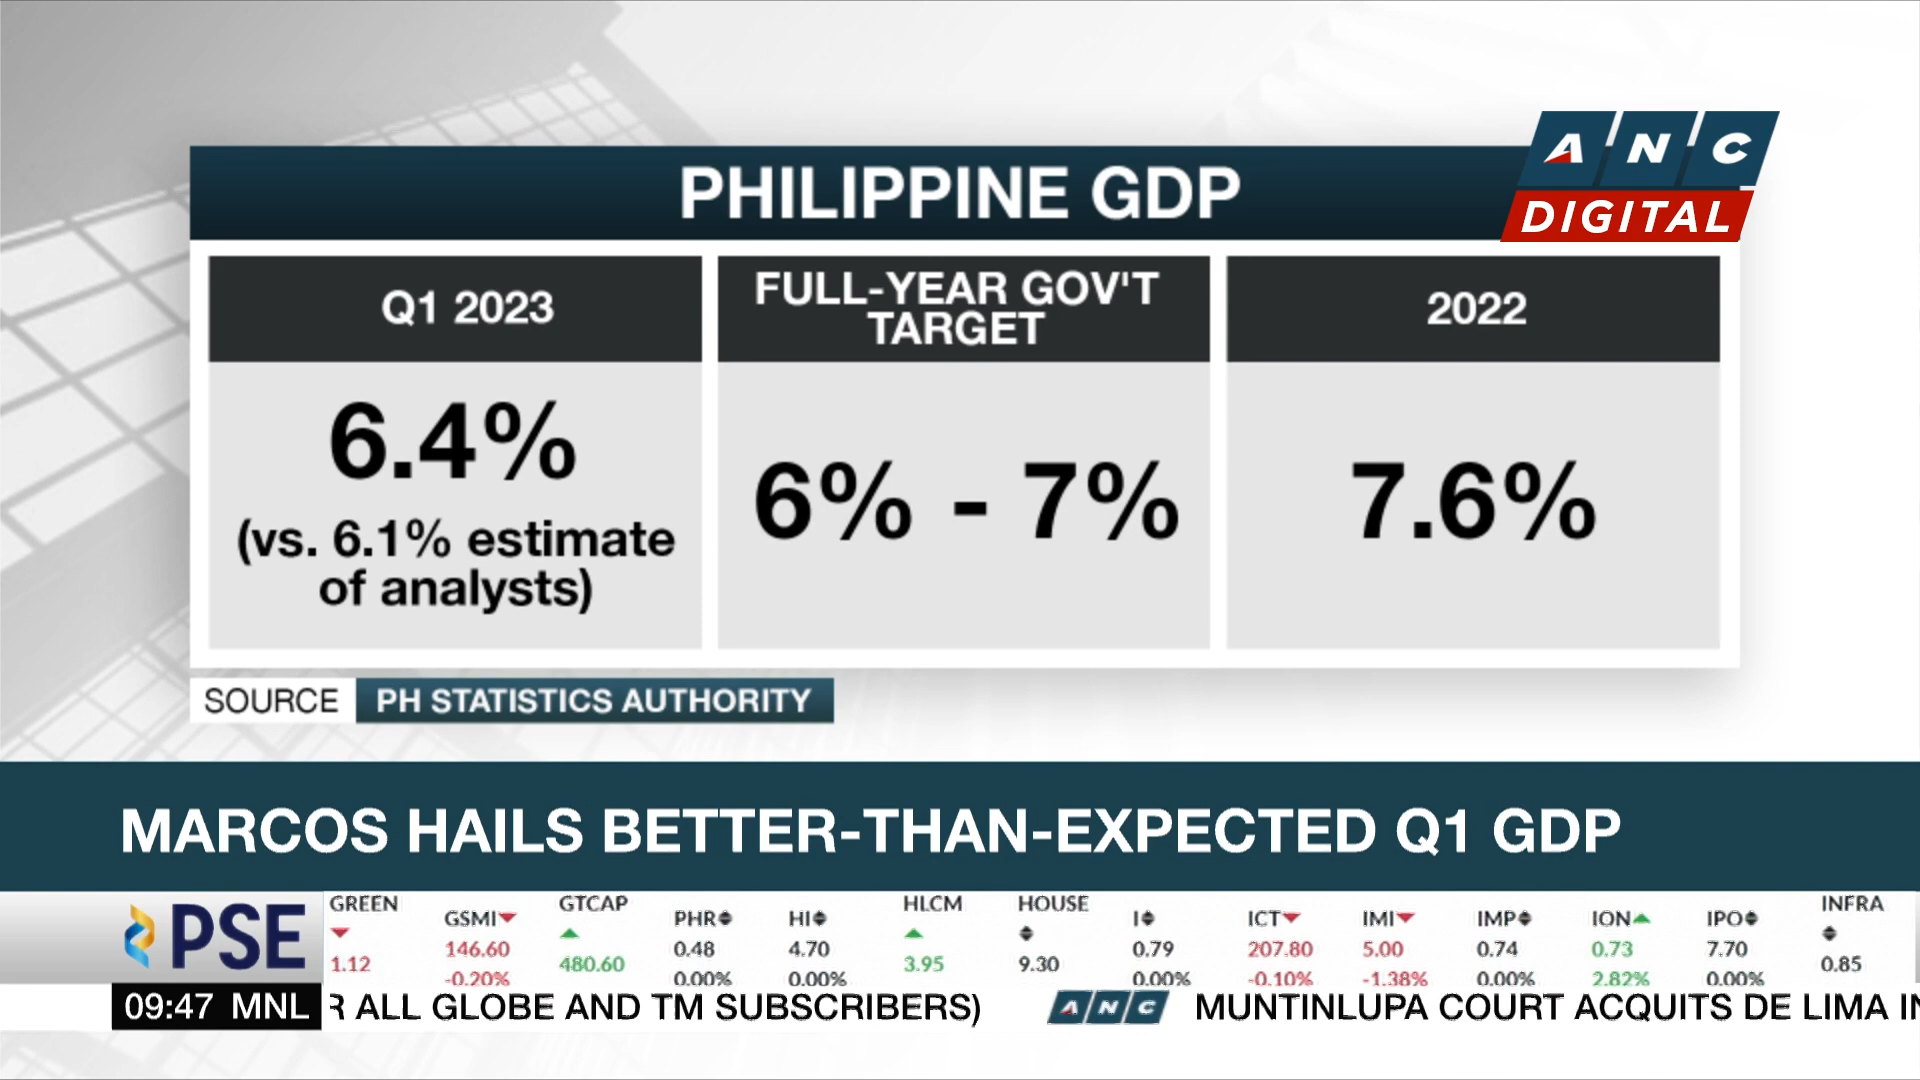 ANC
DIGITAL
PHILIPPINE GDP
Q1 2023
6.4%
(vs. 6.1% estimate
of analysts)
FULL-YEAR GOV'T
TARGET
6% - 7%
2022
7.6%
SOURCE PH STATISTICS AUTHORITY
MARCOS HAILS BETTER-THAN-EXPECTED Q1 GDP
PSE
GREEN
1.12
GSMI
146.60
-0.20%
GTCAP
480.60
PHR
0.48
0.00%
HI
4.70
0.00%
HLCM
3.95
HOUSE
9.30
I
0.79
0.00%
ICT
207.80
-0.10%
IMI
5.00
-1.38%
IMP
0.74
0.00%
ION
0.73
2.82%
IPO
7.70
0.00%
INFRA
0.85
09:47 MNL
R ALL GLOBE AND TM SUBSCRIBERS) ANC MUNTINLUPA COURT ACQUITS DE LIMA IN